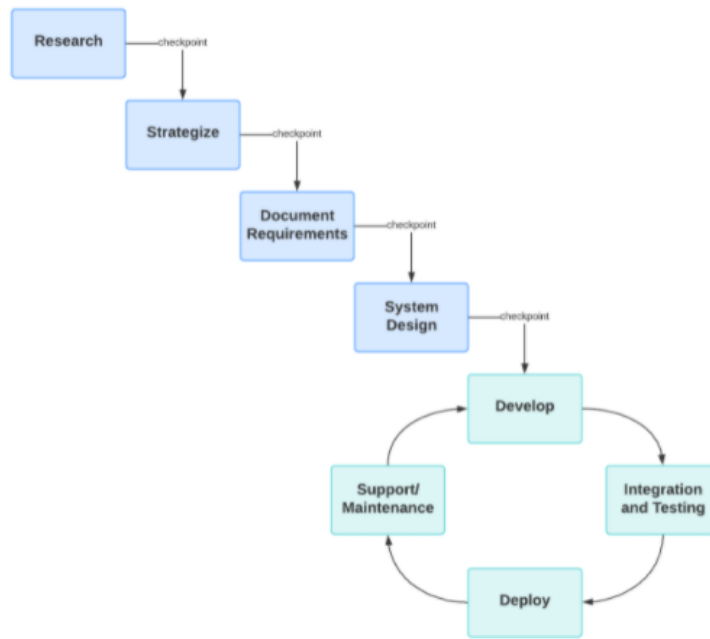 Research
checkpoint
Strategize
checkpoint
Document
Requirements
checkpoint
System
Design
checkpoint
Develop
Support/
Maintenance
Integration
and Testing
Deploy